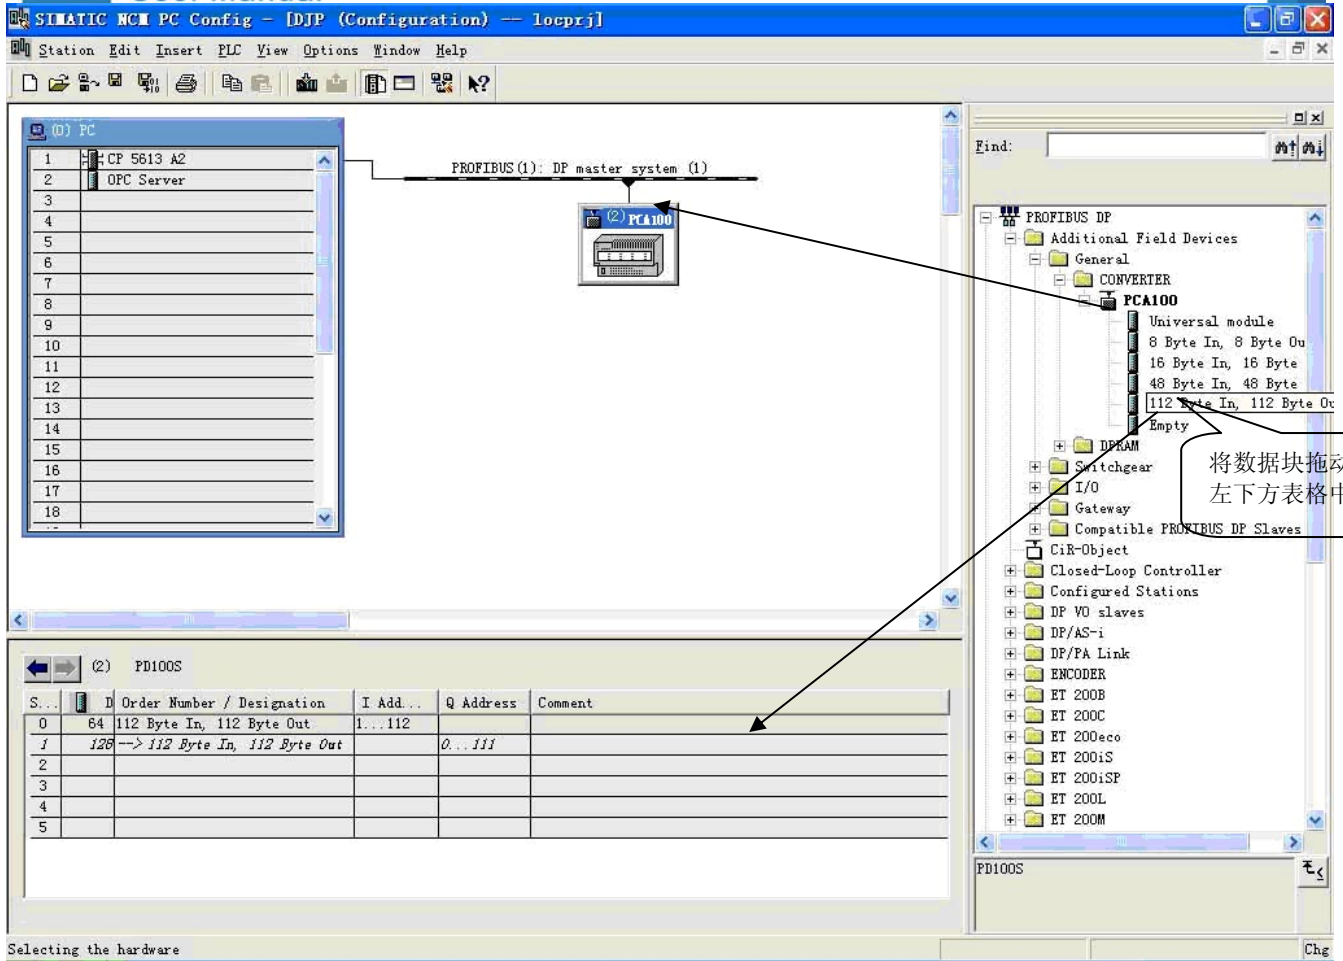 User Manual
SIMATIC NCM PC Config - [DJP (Configuration) -- locprj]
Station Edit Insert PLC View Options Window Help
(0) PC
1 CP 5613 A2
2 OPC Server
3
4
5
6
7
8
9
10
11
12
13
14
15
16
17
18
PROFIBUS(1): DP master system (1)
(2) PCA100
Find:
PROFIBUS DP
Additional Field Devices
General
CONVERTER
PCA100
Universal module
8 Byte In, 8 Byte Ou
16 Byte In, 16 Byte
48 Byte In, 48 Byte
112 Byte In, 112 Byte Ou
Empty
DPRAM
Switchgear
I/O
Gateway
Compatible PROFIBUS DP Slaves
CiR-Object
Closed-Loop Controller
Configured Stations
DP V0 slaves
DP/AS-i
DP/PA Link
ENCODER
ET 200B
ET 200C
ET 200eco
ET 200iS
ET 200iSP
ET 200L
ET 200M
将数据块拖动
左下方表格中
PD100S
(2) PD100S
S... D Order Number / Designation I Add... Q Address Comment
0 64 112 Byte In, 112 Byte Out 1...112
1 128 --> 112 Byte In, 112 Byte Out 0...111
2
3
4
5
Selecting the hardware
Chg